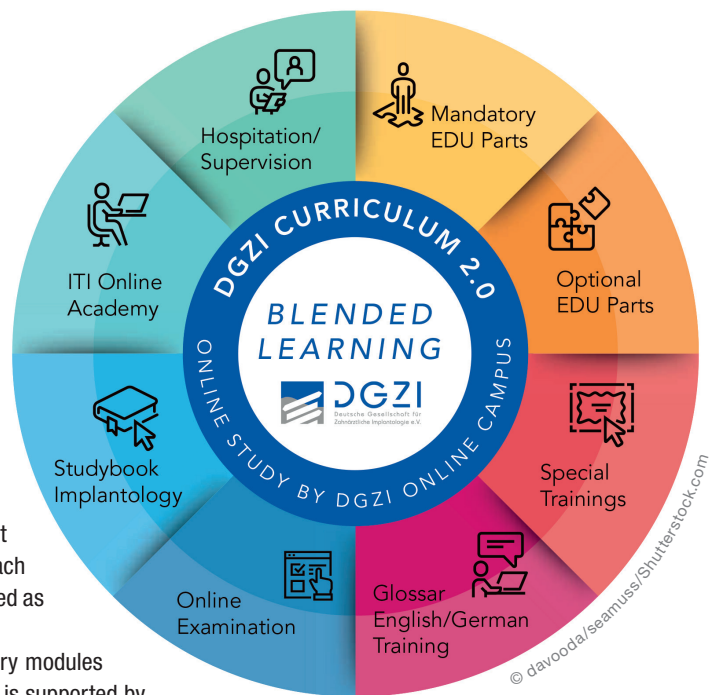 Hospitation/
Supervision
Mandatory
EDU Parts
ITI Online
Academy
Optional
EDU Parts
DGZI CURRICULUM 2.0
BLENDED
LEARNING
DGZI
Deutsche Gesellschaft für
Zahnärztliche Implantologie e.V.
ONLINE STUDY BY DGZI ONLINE CAMPUS
Studybook
Implantology
Special
Trainings
Online
Examination
Glossar
English/German
Training
t
ach
ed as
ry modules
is supported by
© davooda/seamuss/Shutterstock.com